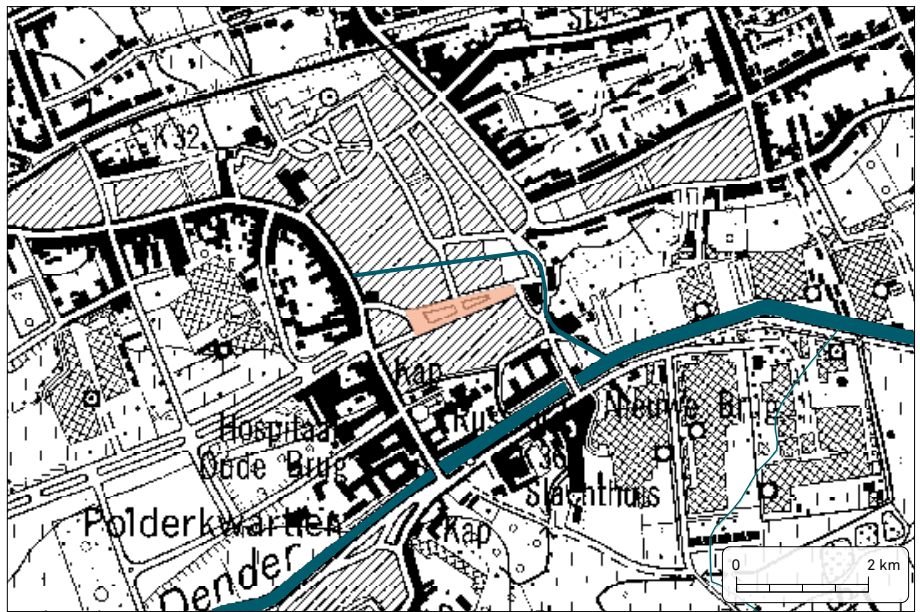 K32
Kap
Hospitaal
Oude Brug
Nieuwe Brug
Slachthuis
Polderkwartier
Kap
Dender
0 2 km